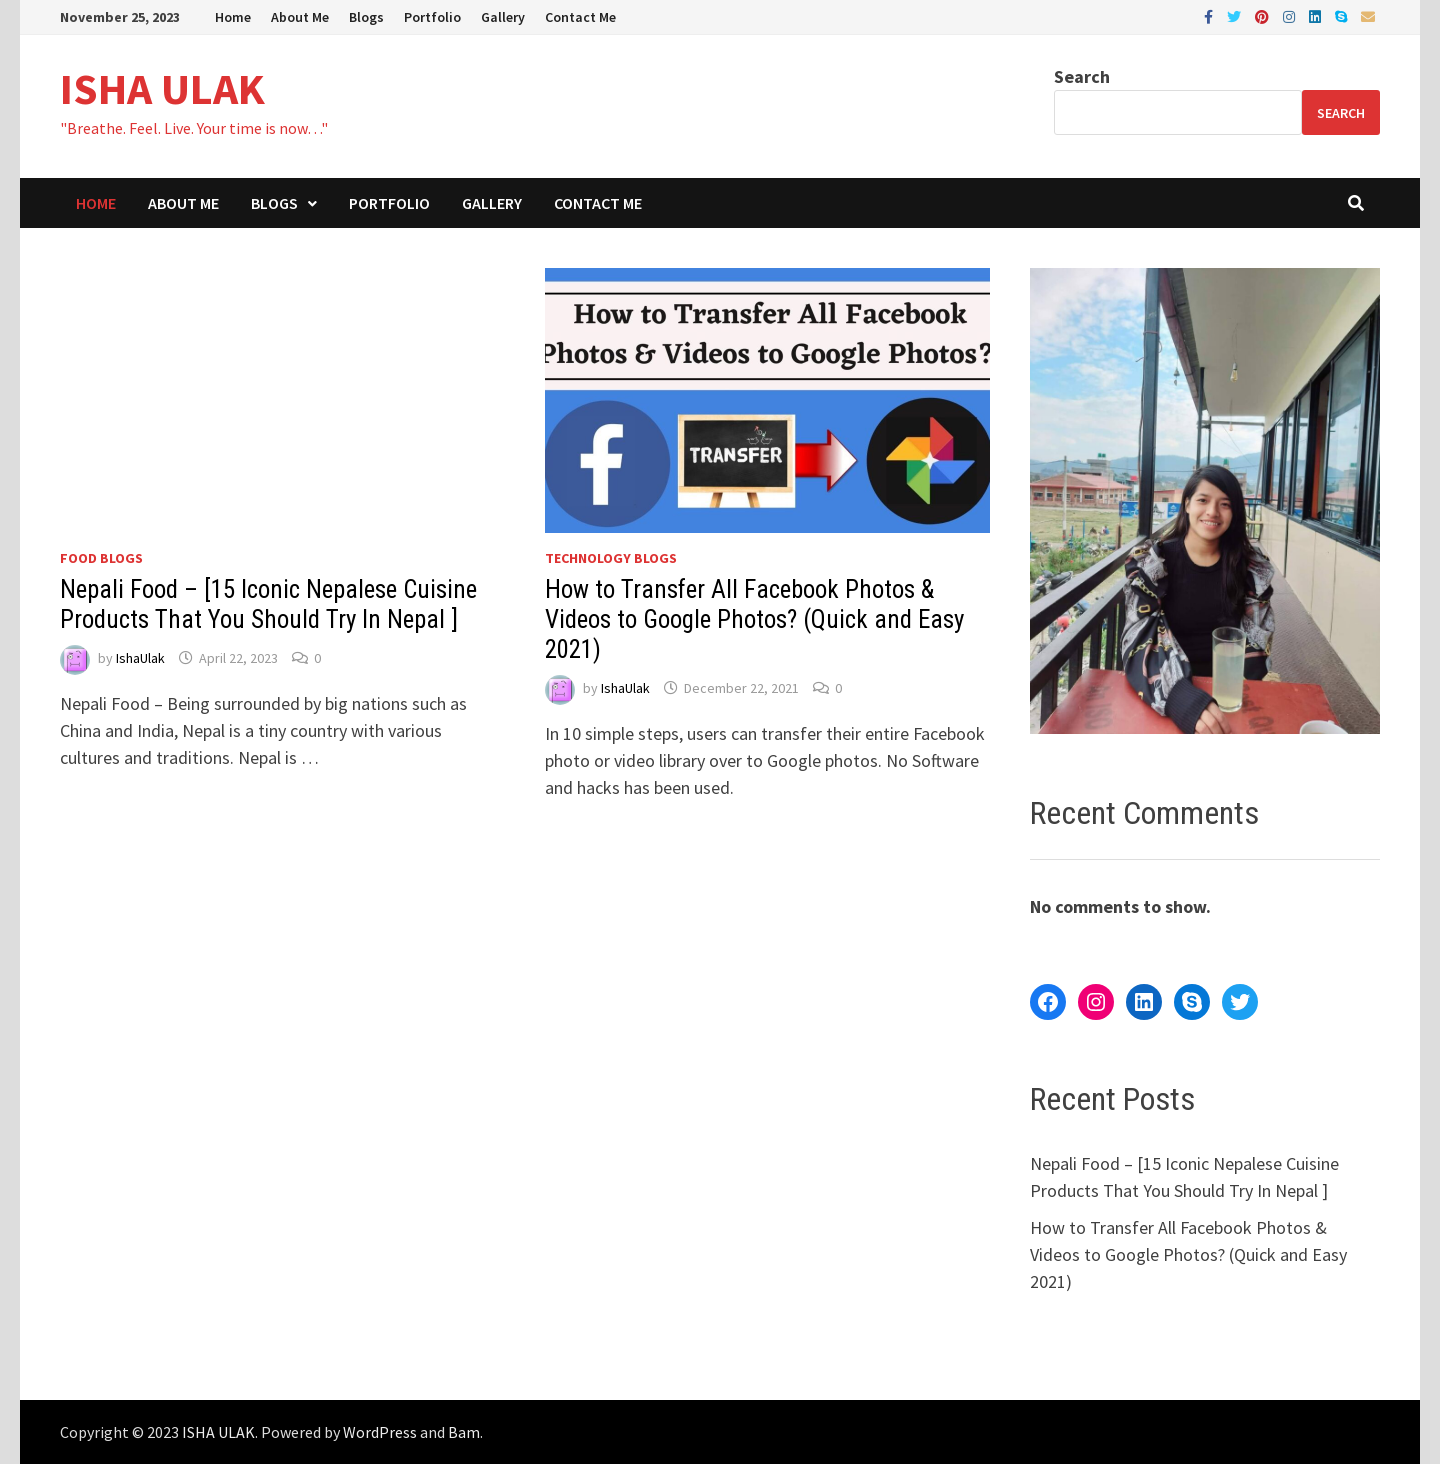 November 25, 2023
Home
About Me
Blogs
Portfolio
Gallery
Contact Me
ISHA ULAK
"Breathe. Feel. Live. Your time is now…"
Search
SEARCH
HOME
ABOUT ME
BLOGS
PORTFOLIO
GALLERY
CONTACT ME
FOOD BLOGS
Nepali Food – [15 Iconic Nepalese Cuisine
Products That You Should Try In Nepal ]
by IshaUlak April 22, 2023 0
Nepali Food – Being surrounded by big nations such as
China and India, Nepal is a tiny country with various
cultures and traditions. Nepal is …
How to Transfer All Facebook
Photos & Videos to Google Photos?
TRANSFER
TECHNOLOGY BLOGS
How to Transfer All Facebook Photos &
Videos to Google Photos? (Quick and Easy
2021)
by IshaUlak December 22, 2021 0
In 10 simple steps, users can transfer their entire Facebook
photo or video library over to Google photos. No Software
and hacks has been used.
Recent Comments
No comments to show.
Recent Posts
Nepali Food – [15 Iconic Nepalese Cuisine
Products That You Should Try In Nepal ]
How to Transfer All Facebook Photos &
Videos to Google Photos? (Quick and Easy
2021)
Copyright © 2023 ISHA ULAK. Powered by WordPress and Bam.